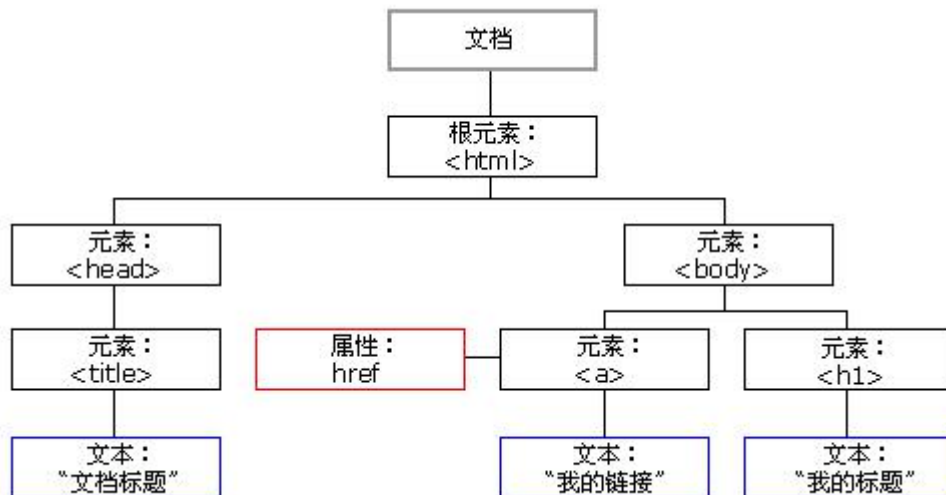 文档
根元素：
<html>
元素：
<head>
元素：
<body>
元素：
<title>
属性：
href
元素：
<a>
元素：
<h1>
文本：
“文档标题”
文本：
“我的链接”
文本：
“我的标题”